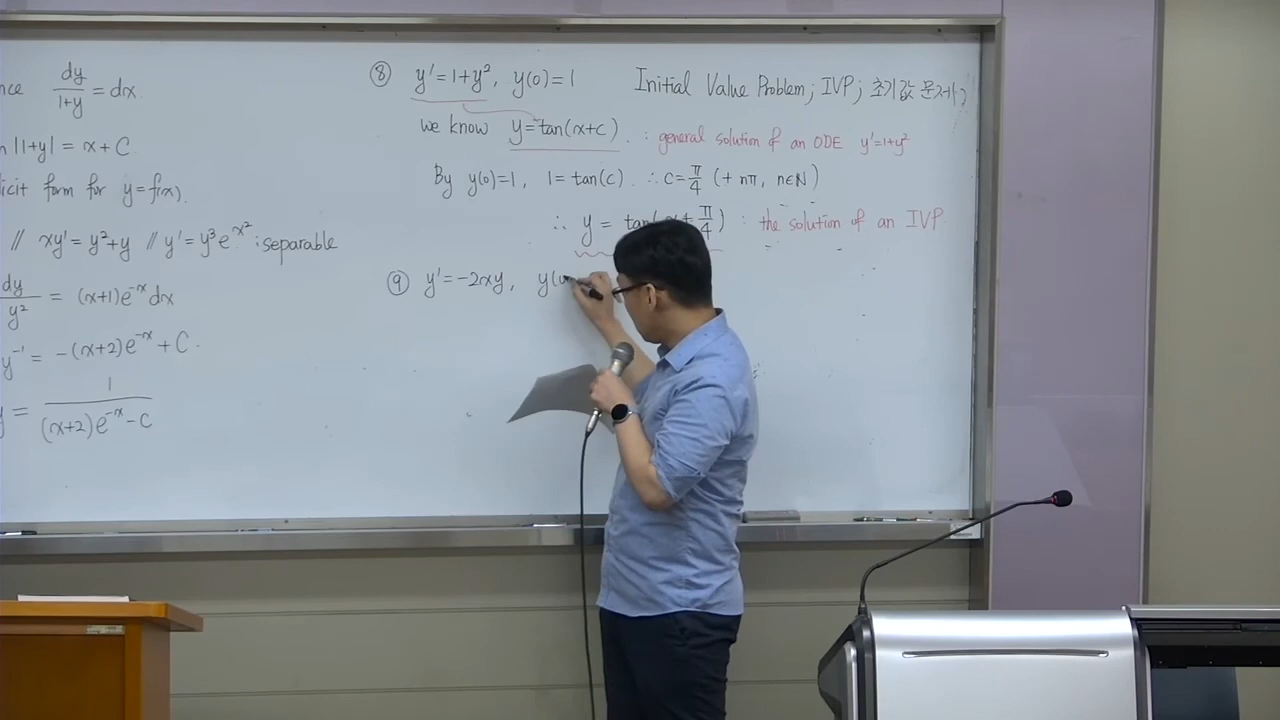 nce dy/1+y = dx.
n |1+y| = x + C.
licit form for y=f(x).
// xy' = y²+y // y' = y³e^{x²} : separable
dy/y² = (x+1)e^{-x}dx
y^{-1} = -(x+2)e^{-x} + C.
y = 1/(x+2)e^{-x} - C
⑧ y' = 1+y², y(0)=1 Initial Value Problem; IVP; 초기값 문제
we know y=tan(x+c). : general solution of an ODE y'=1+y²
By y(0)=1, 1=tan(c). ∴ c=π/4 (+ nπ, n∈ℕ)
∴ y = tan(x+π/4) : the solution of an IVP
⑨ y' = -2xy, y(